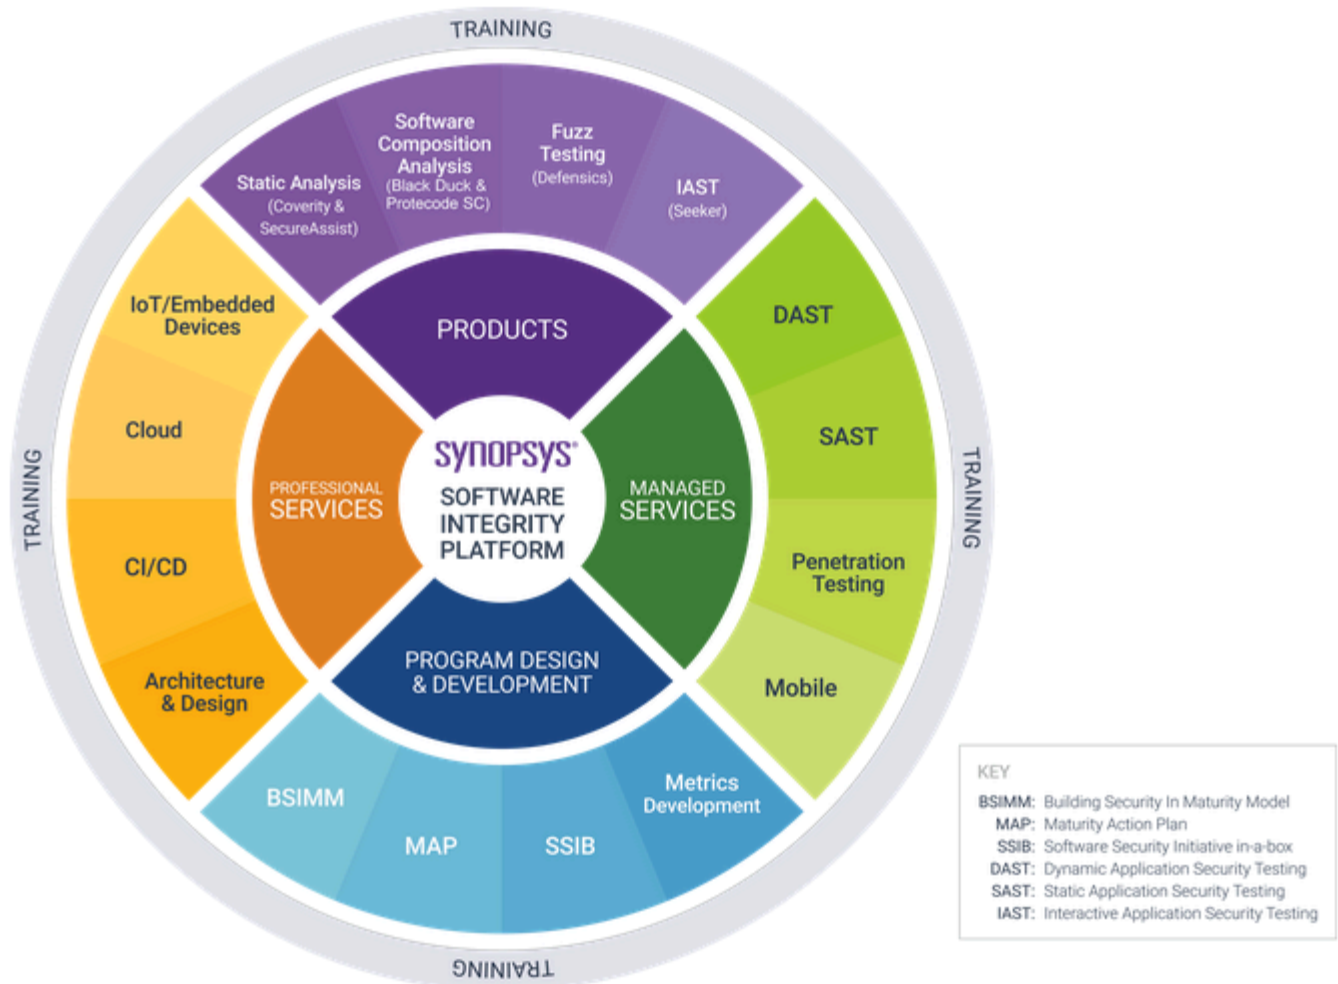 TRAINING
Static Analysis
(Coverity &
SecureAssist)
Software
Composition
Analysis
(Black Duck &
Protecode SC)
Fuzz
Testing
(Defensics)
IAST
(Seeker)
IoT/Embedded
Devices
Cloud
CI/CD
Architecture
& Design
TRAINING
PRODUCTS
PROFESSIONAL
SERVICES
SYNOPSYS®
SOFTWARE
INTEGRITY
PLATFORM
MANAGED
SERVICES
PROGRAM DESIGN
& DEVELOPMENT
DAST
SAST
Penetration
Testing
Mobile
TRAINING
BSIMM
MAP
SSIB
Metrics
Development
TRAINING
KEY
BSIMM: Building Security In Maturity Model
MAP: Maturity Action Plan
SSIB: Software Security Initiative in-a-box
DAST: Dynamic Application Security Testing
SAST: Static Application Security Testing
IAST: Interactive Application Security Testing